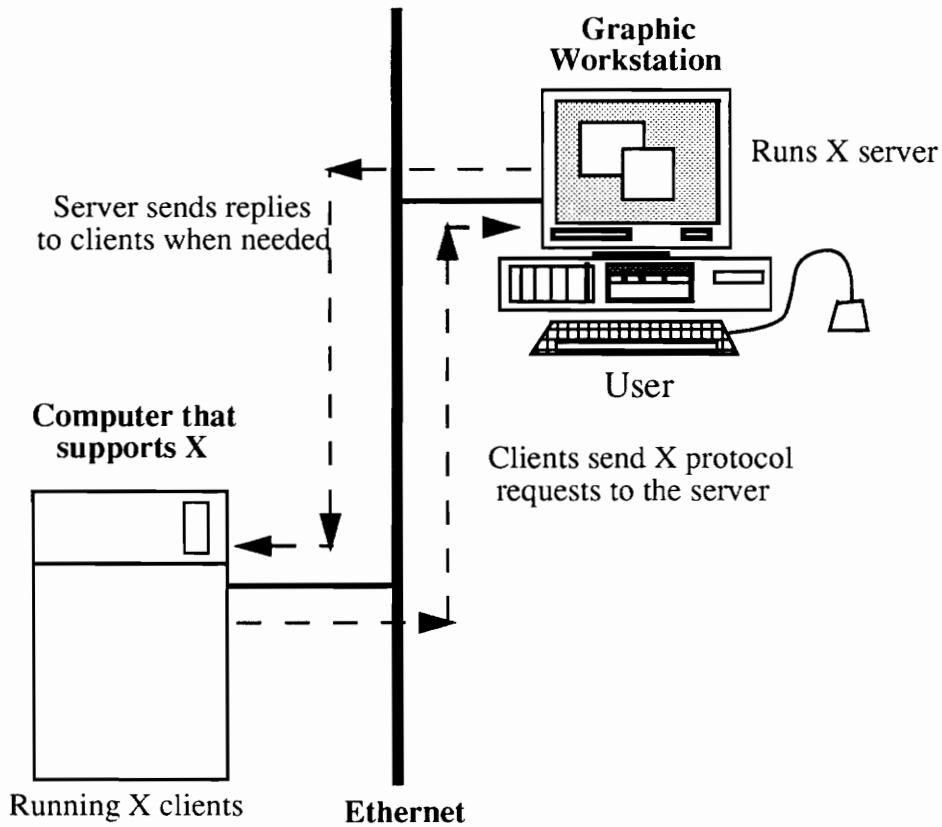 Graphic
Workstation
Runs X server
Server sends replies
to clients when needed
User
Computer that
supports X
Clients send X protocol
requests to the server
Running X clients
Ethernet